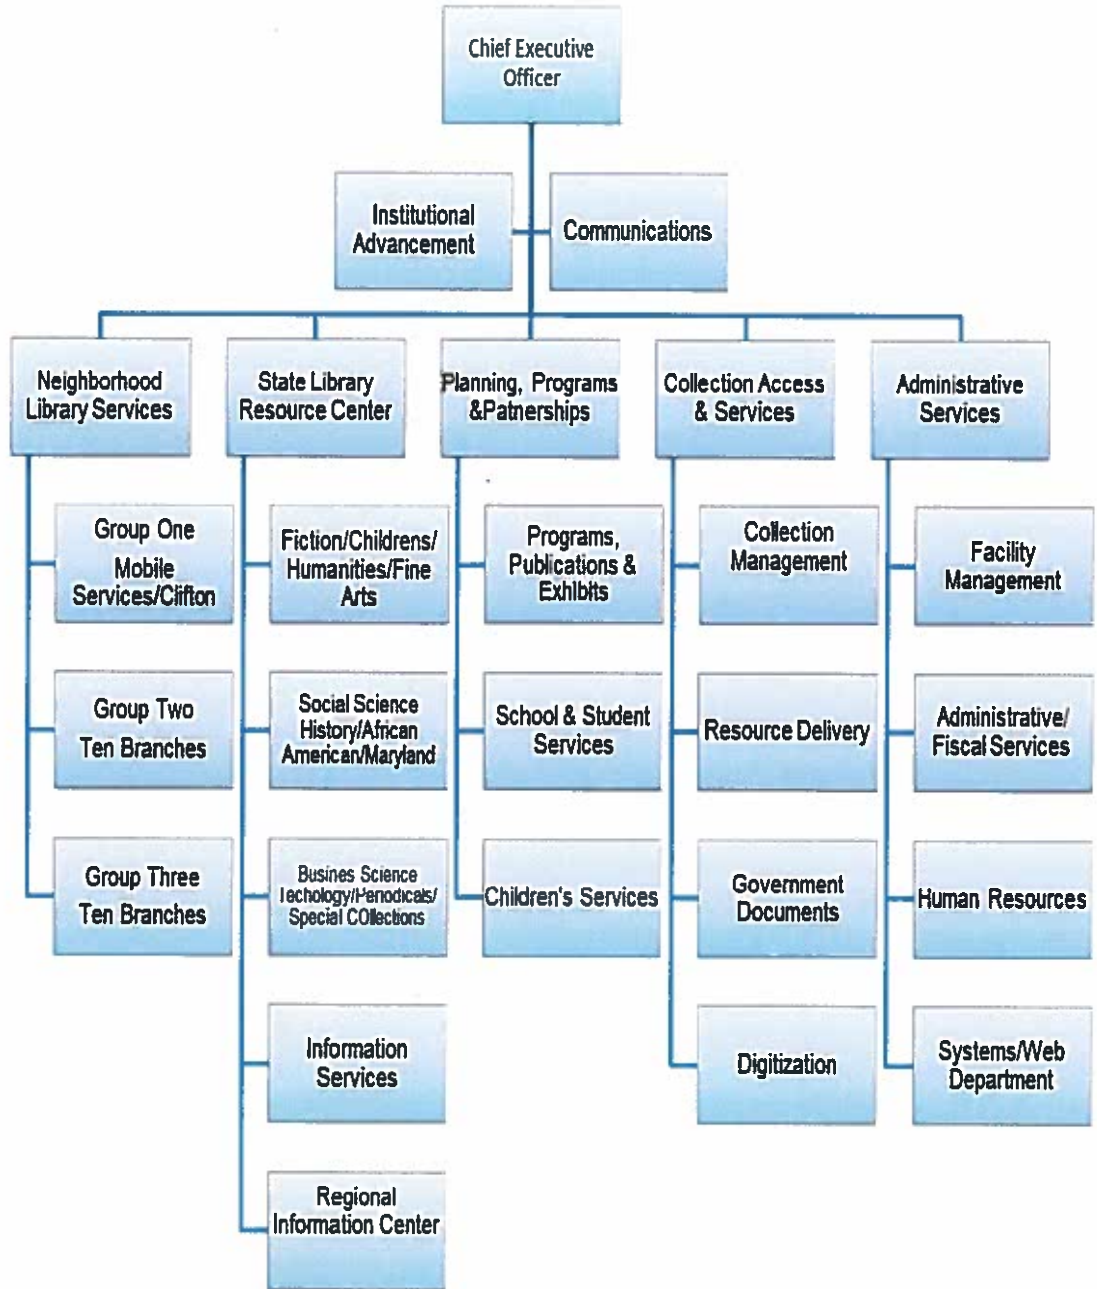 Chief Executive
Officer
Institutional
Advancement
Communications
Neighborhood
Library Services
State Library
Resource Center
Planning, Programs
&Patnerships
Collection Access
& Services
Administrative
Services
Group One
Mobile
Services/Clifton
Group Two
Ten Branches
Group Three
Ten Branches
Fiction/Childrens/
Humanities/Fine
Arts
Social Science
History/African
American/Maryland
Busines Science
Techology/Periodicals/
Special COllections
Information
Services
Regional
Information Center
Programs,
Publications &
Exhibits
School & Student
Services
Children's Services
Collection
Management
Resource Delivery
Government
Documents
Digitization
Facility
Management
Administrative/
Fiscal Services
Human Resources
Systems/Web
Department